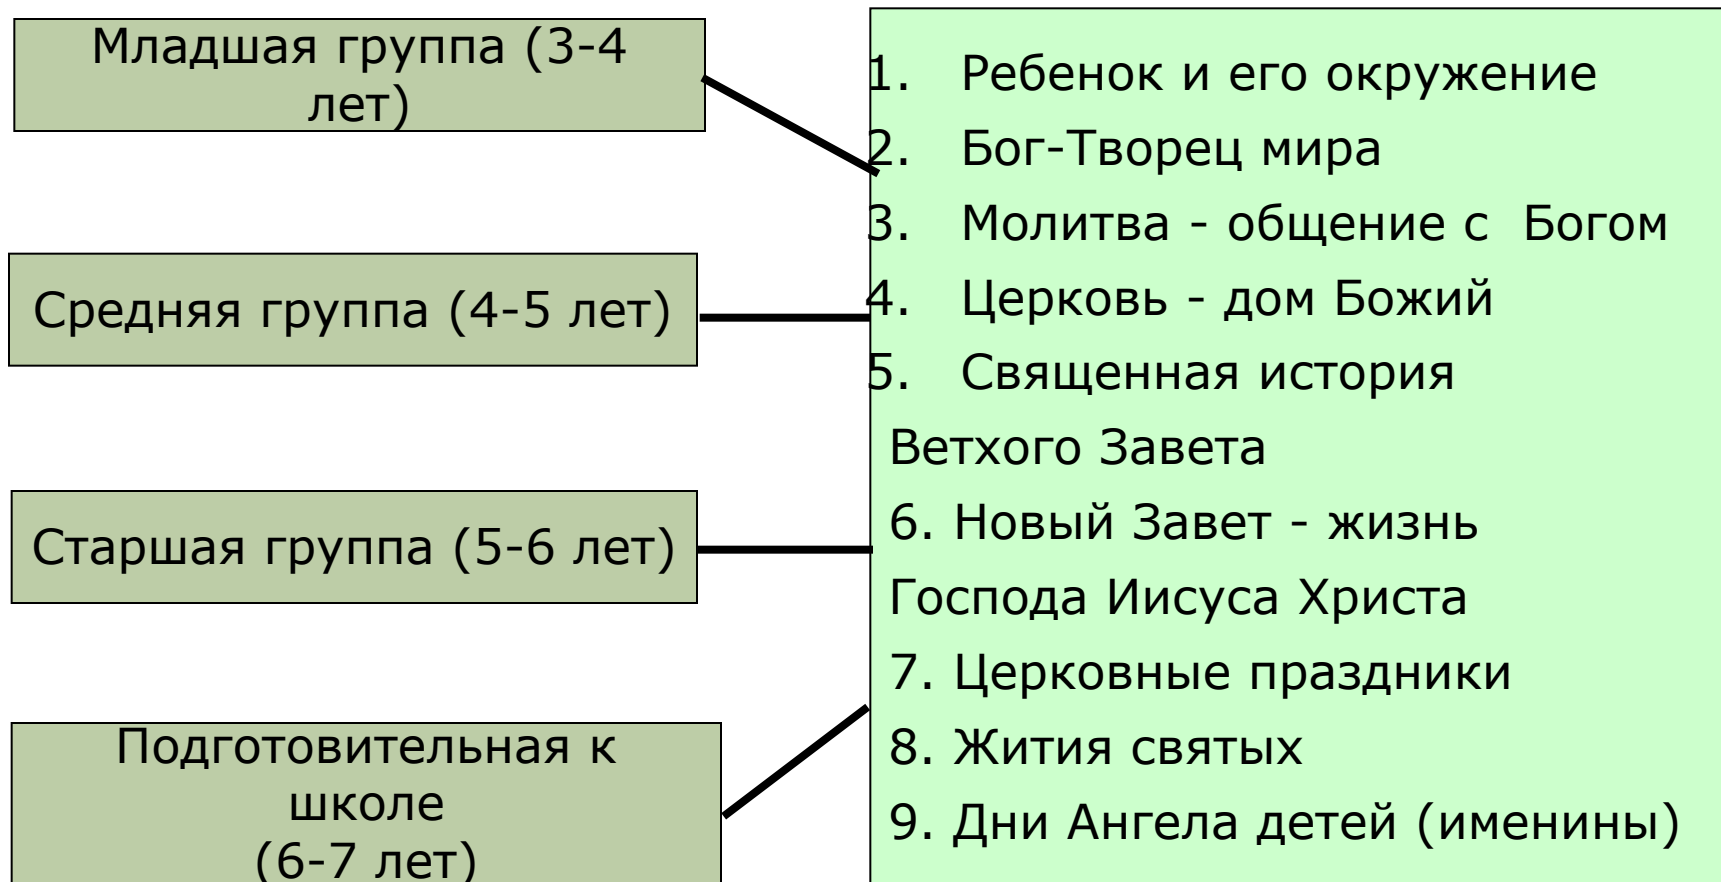 Младшая группа (3-4
лет)
Средняя группа (4-5 лет)
Старшая группа (5-6 лет)
Подготовительная к
школе
(6-7 лет)
1. Ребенок и его окружение
2. Бог-Творец мира
3. Молитва - общение с Богом
4. Церковь - дом Божий
5. Священная история
Ветхого Завета
6. Новый Завет - жизнь
Господа Иисуса Христа
7. Церковные праздники
8. Жития святых
9. Дни Ангела детей (именины)